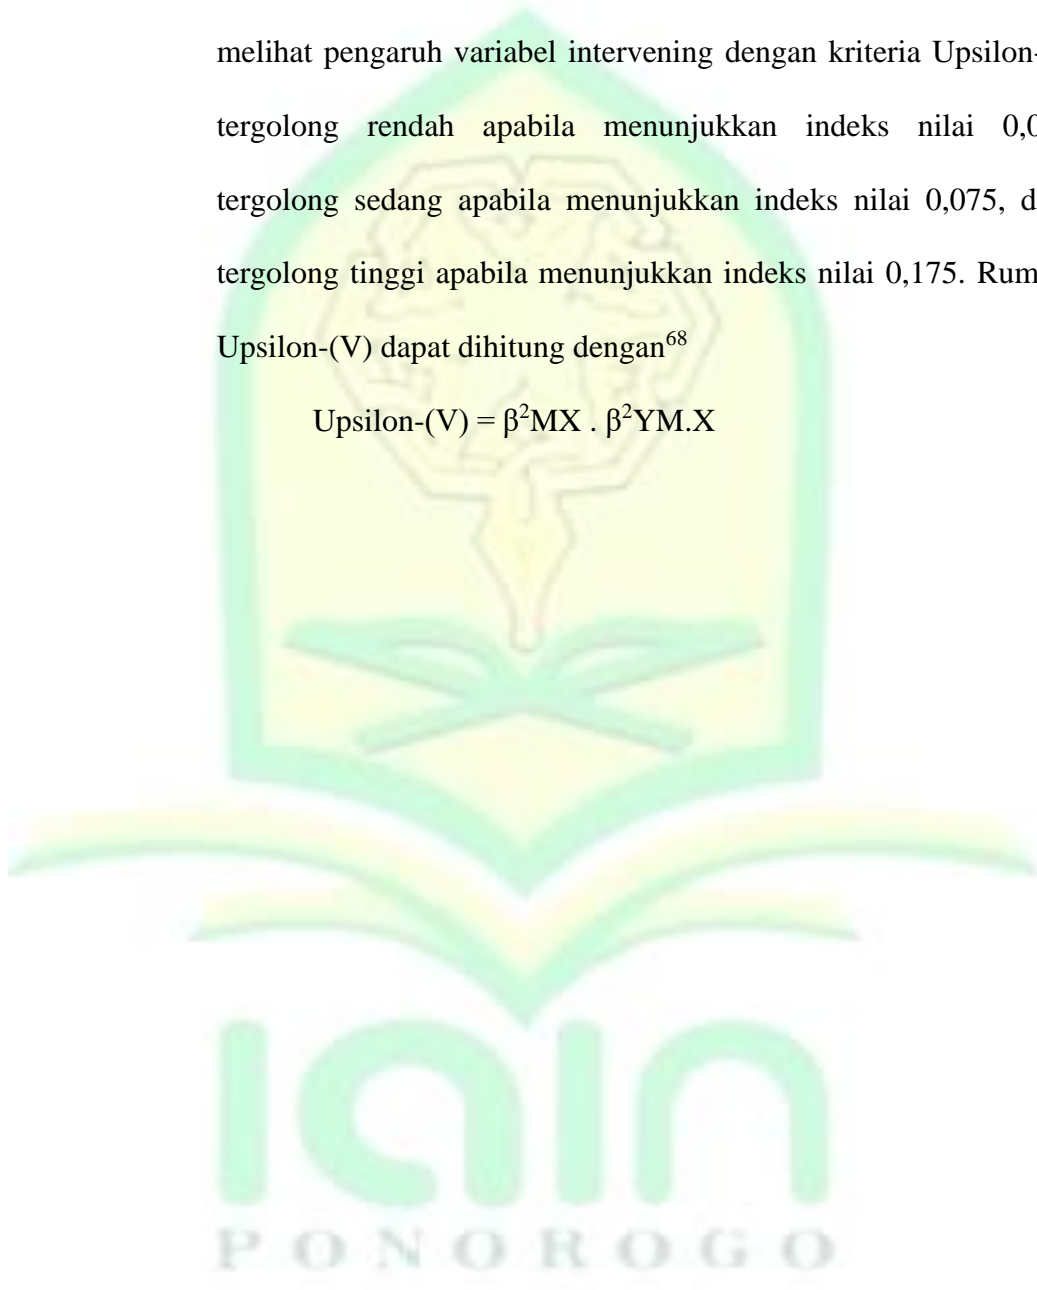 melihat pengaruh variabel intervening dengan kriteria Upsilon-
tergolong rendah apabila menunjukkan indeks nilai 0,0
tergolong sedang apabila menunjukkan indeks nilai 0,075, d
tergolong tinggi apabila menunjukkan indeks nilai 0,175. Rum
Upsilon-(V) dapat dihitung dengan⁶⁸
Upsilon-(V) = β²MX . β²YM.X
iain
PONOROGO